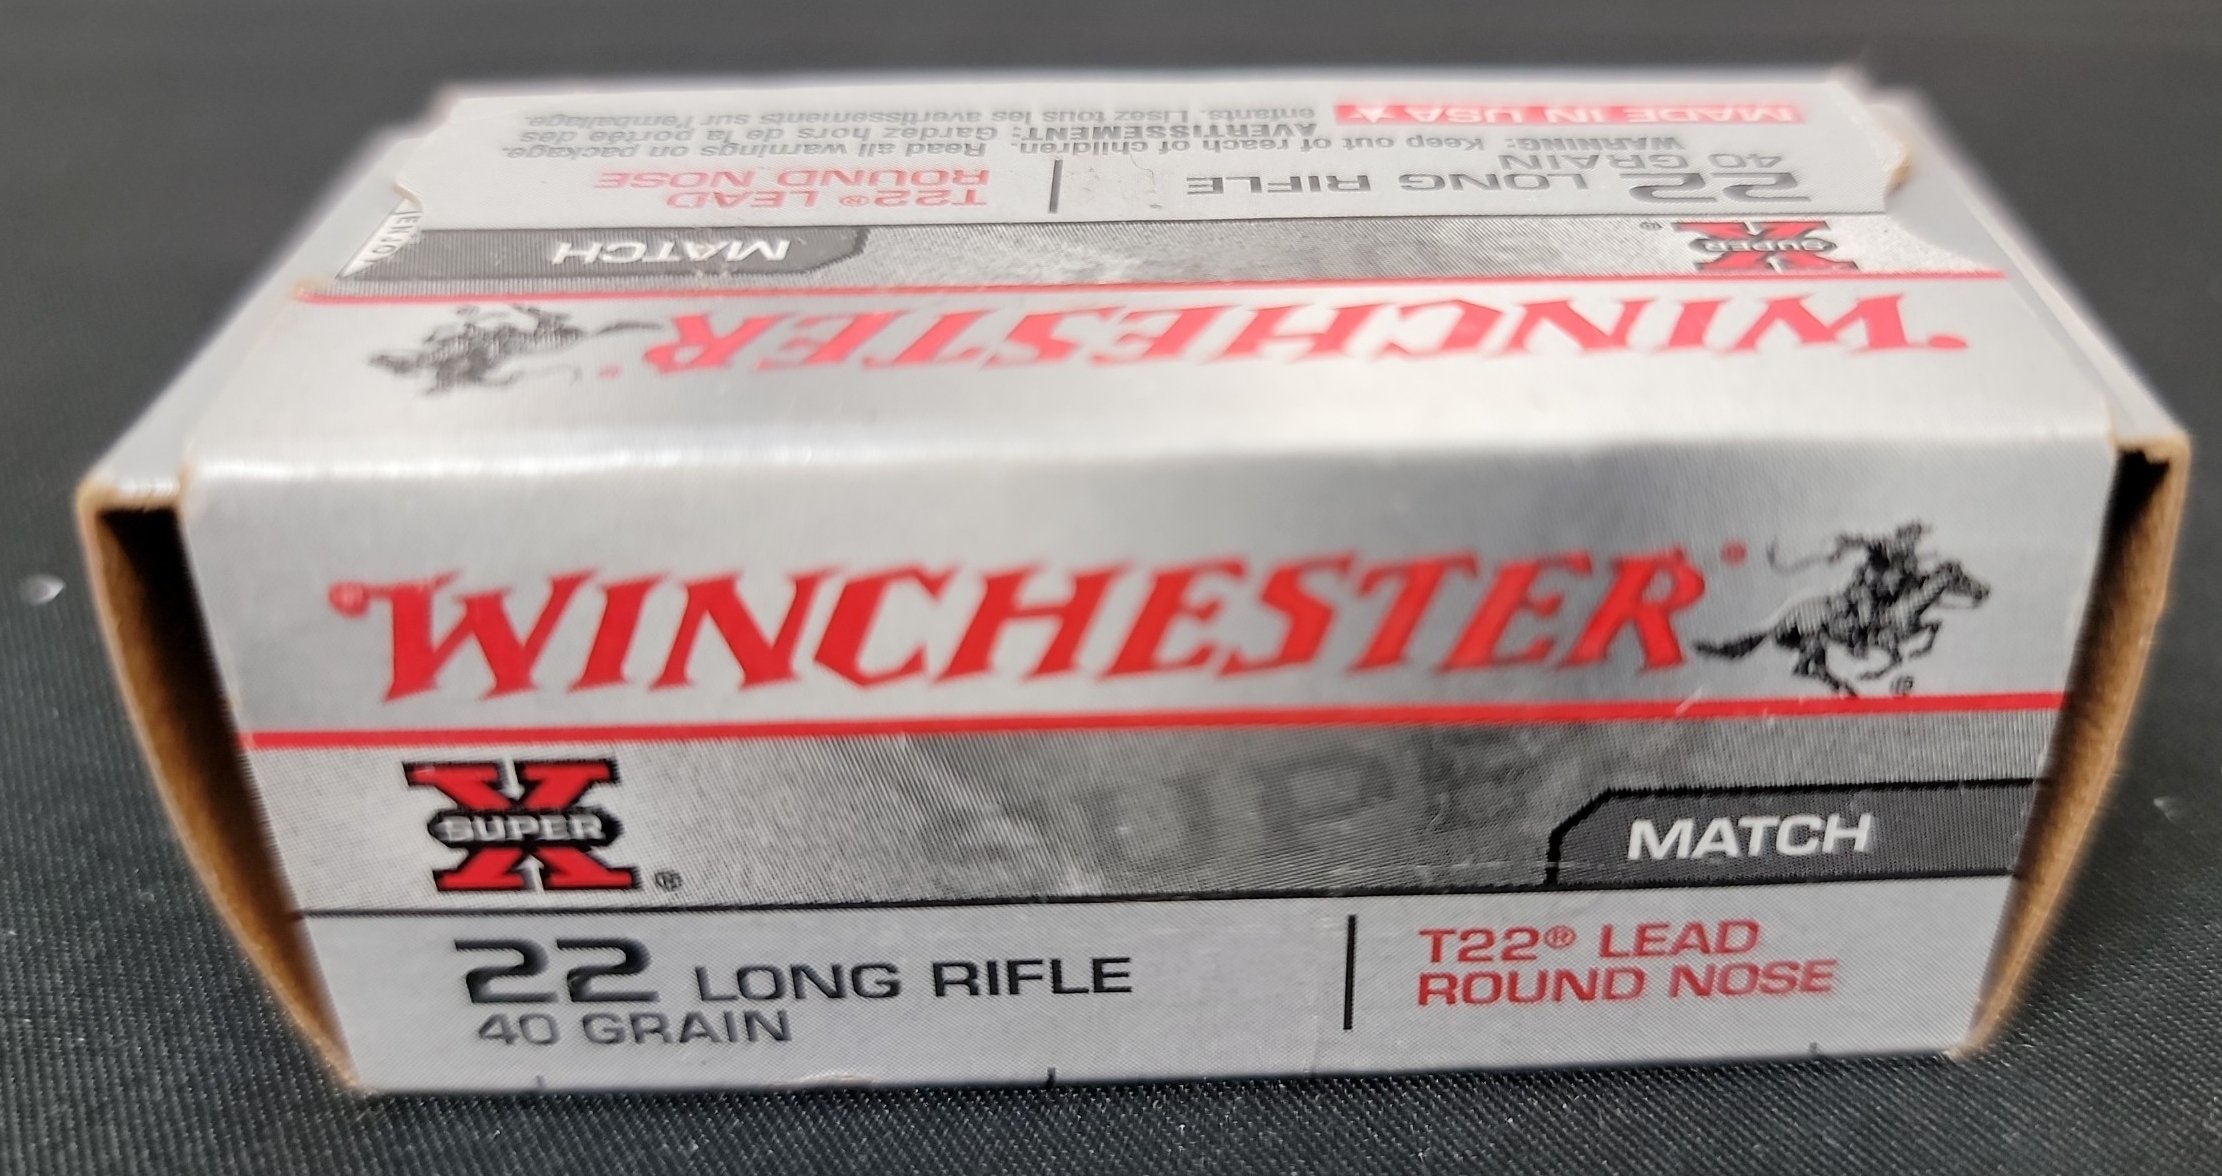 MADE IN USA
WARNING: Keep out of reach of children. Read all warnings on package.
AVERTISSEMENT: Gardez hors de la portée des
enfants. Lisez tous les avertissements sur l'emballage.
22 LONG RIFLE
40 GRAIN
T22® LEAD
ROUND NOSE
X
SUPER
®
MATCH
®WINCHESTER®
®WINCHESTER®
®
X
SUPER
®
MATCH
22 LONG RIFLE
40 GRAIN
T22® LEAD
ROUND NOSE